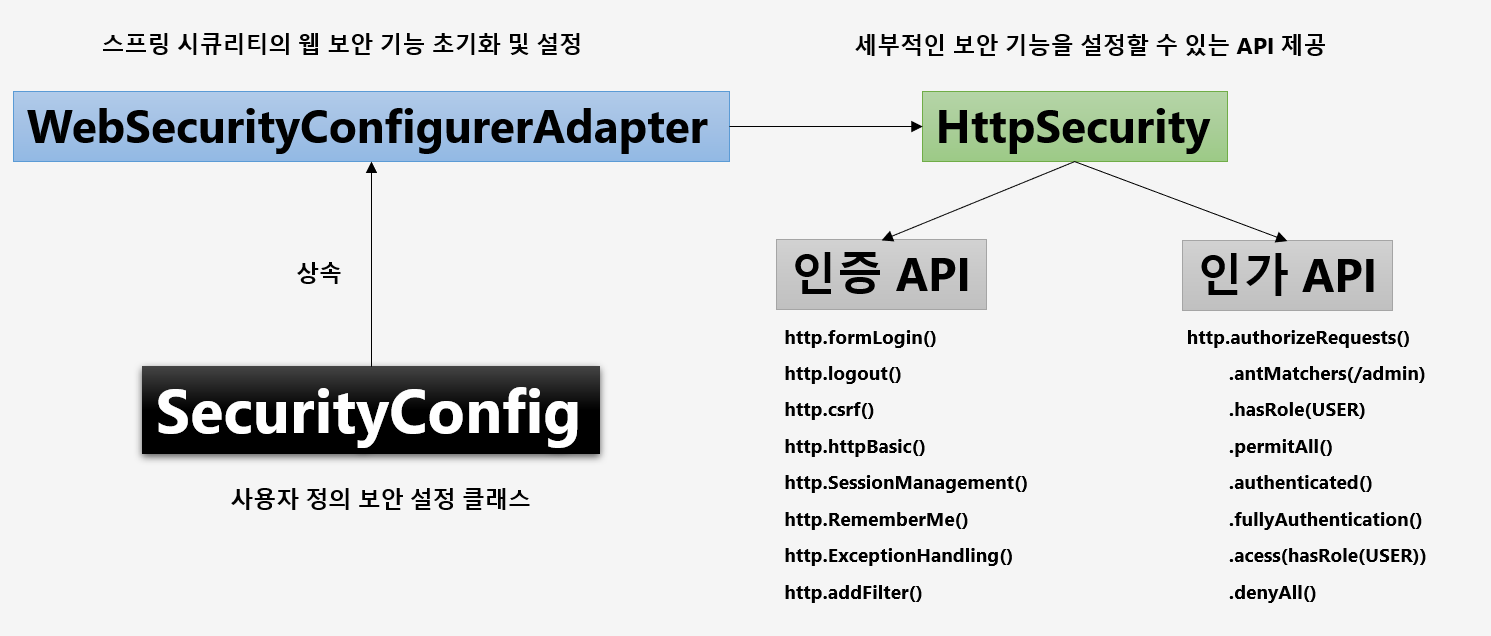 스프링 시큐리티의 웹 보안 기능 초기화 및 설정
세부적인 보안 기능을 설정할 수 있는 API 제공
WebSecurityConfigurerAdapter
HttpSecurity
상속
SecurityConfig
사용자 정의 보안 설정 클래스
인증 API
http.formLogin()
http.logout()
http.csrf()
http.httpBasic()
http.SessionManagement()
http.RememberMe()
http.ExceptionHandling()
http.addFilter()
인가 API
http.authorizeRequests()
.antMatchers(/admin)
.hasRole(USER)
.permitAll()
.authenticated()
.fullyAuthentication()
.acess(hasRole(USER))
.denyAll()